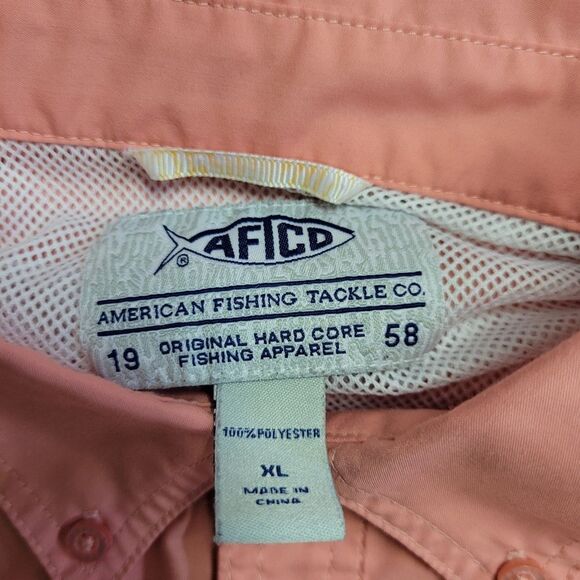 AFTCO
®
AMERICAN FISHING TACKLE CO.
19 ORIGINAL HARD CORE 58
FISHING APPAREL
100% POLYESTER
XL
MADE IN
CHINA